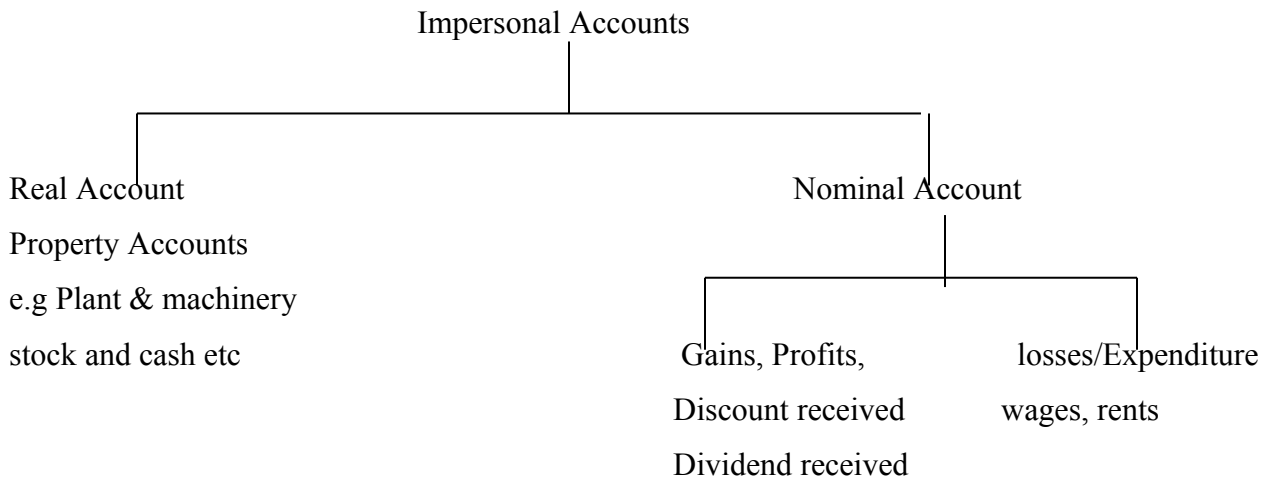 Impersonal Accounts
Real Account
Property Accounts
e.g Plant & machinery
stock and cash etc
Nominal Account
Gains, Profits,
Discount received
Dividend received
losses/Expenditure
wages, rents